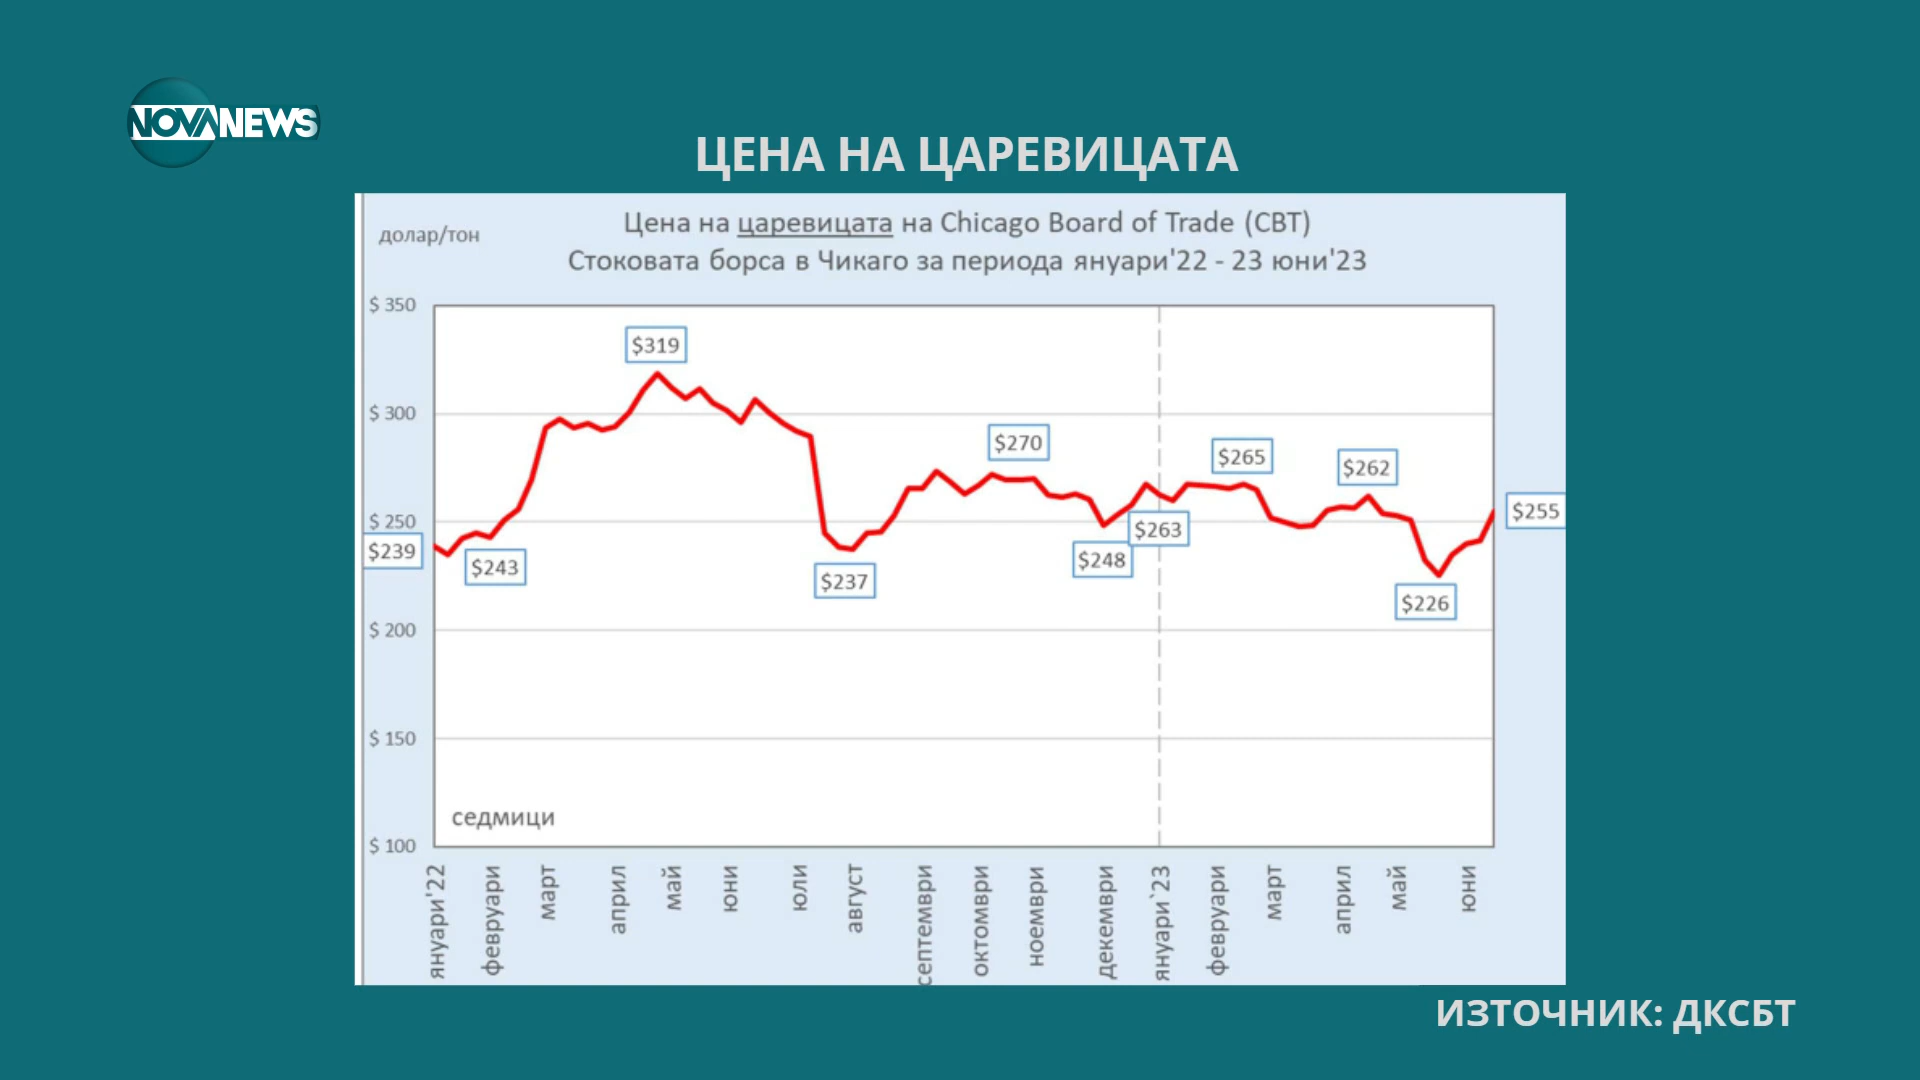 NOVANEWS
ЦЕНА НА ЦАРЕВИЦАТА
долар/тон
Цена на царевицата на Chicago Board of Trade (CBT)
Стоковата борса в Чикаго за периода януари'22 - 23 юни'23
$ 350
$ 300
$ 250
$ 200
$ 150
$ 100
$239
$243
$319
$237
$270
$248
$263
$265
$262
$226
$255
седмици
януари'22
февруари
март
април
май
юни
юли
август
септември
октомври
ноември
декември
януари`23
февруари
март
април
май
юни
ИЗТОЧНИК: ДКСБТ